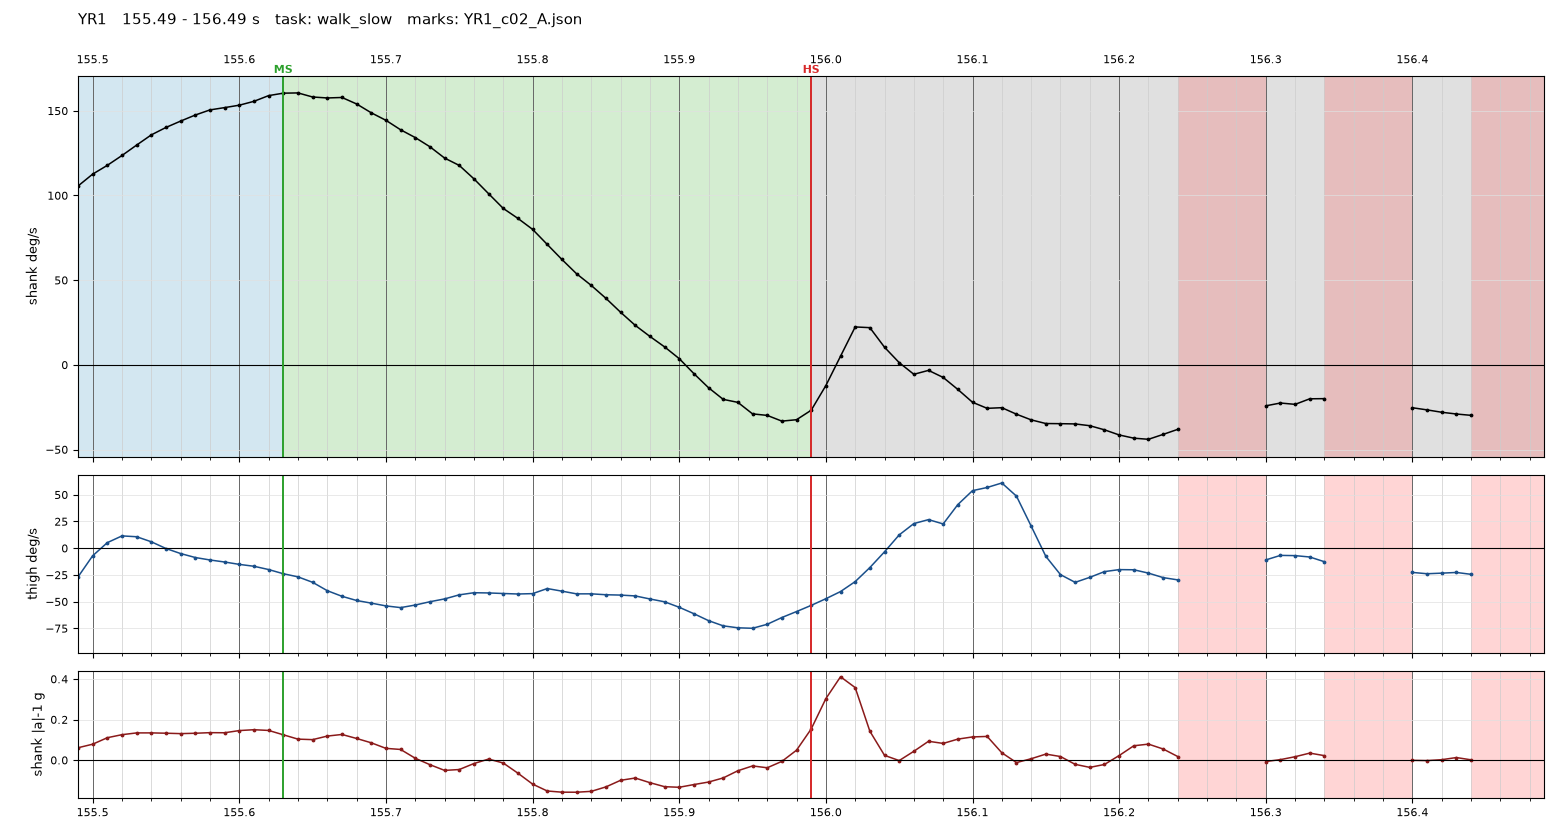 YR1   155.49 - 156.49 s   task: walk_slow   marks: YR1_c02_A.json
155.5 155.6 155.7 155.8 155.9 156.0 156.1 156.2 156.3 156.4
MS HS
shank deg/s
150
100
50
0
−50
thigh deg/s
50
25
0
−25
−50
−75
shank |a|-1 g
0.4
0.2
0.0
155.5 155.6 155.7 155.8 155.9 156.0 156.1 156.2 156.3 156.4